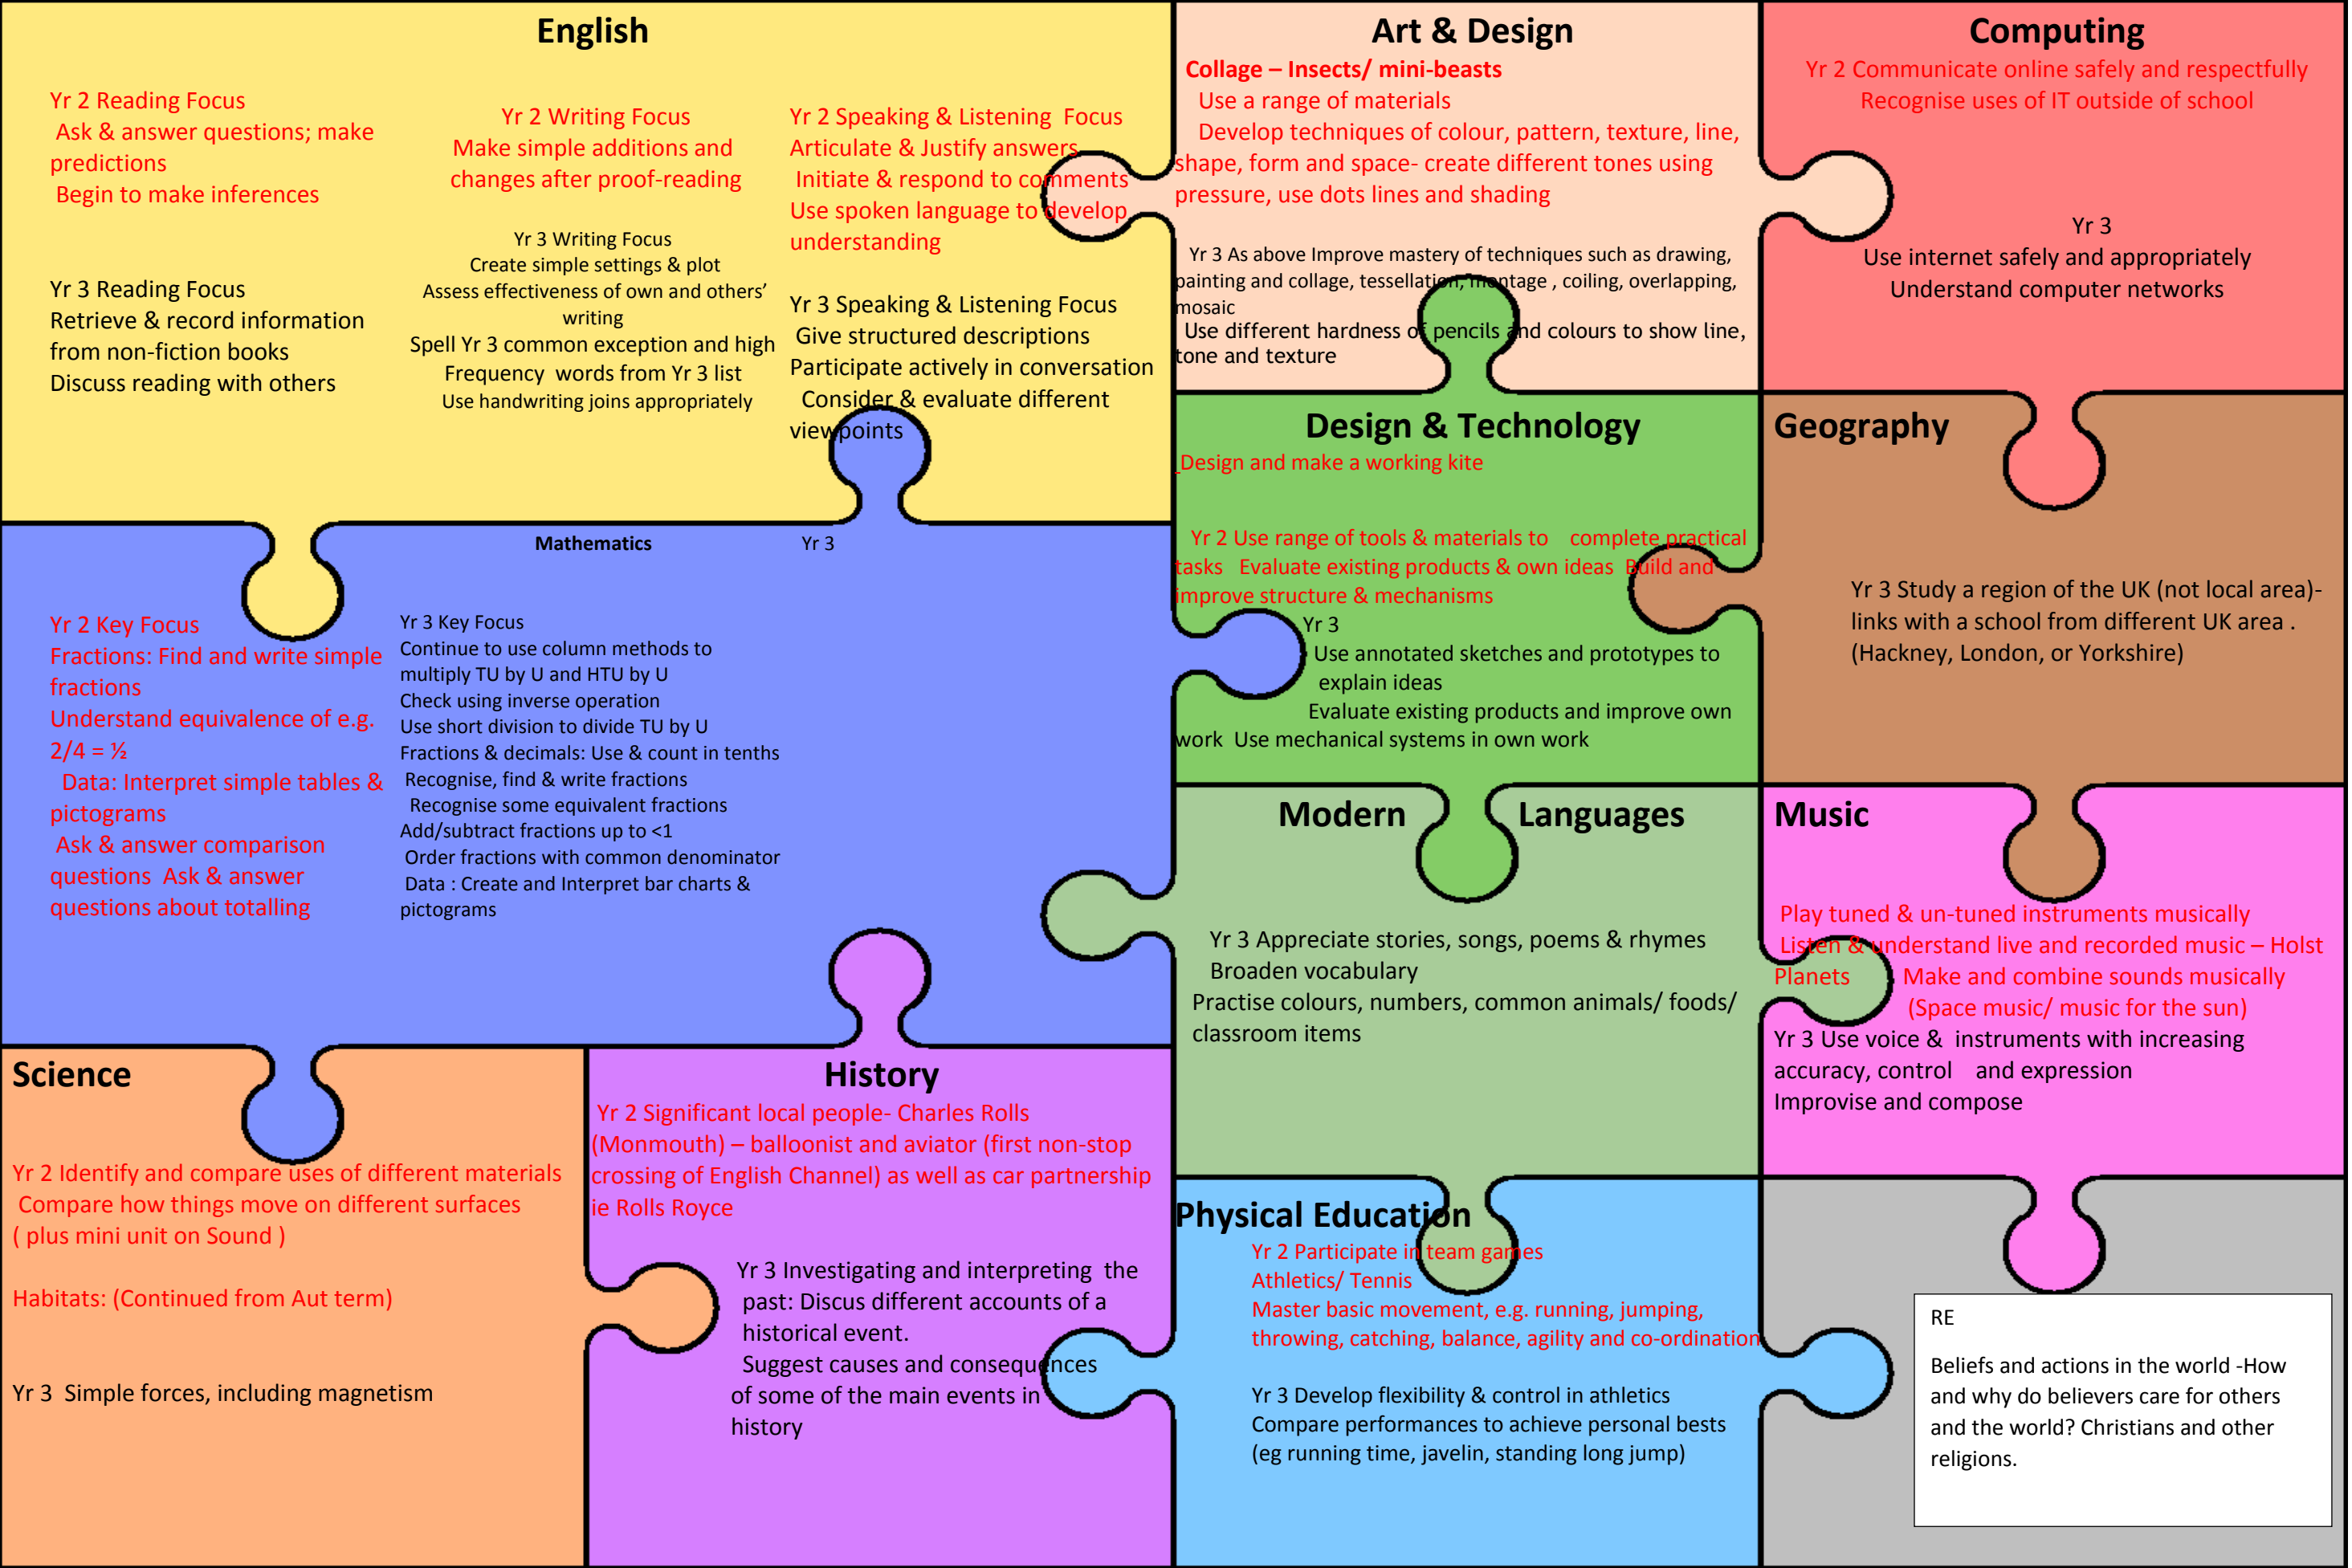 English
Yr 2 Reading Focus
Ask & answer questions; make
predictions
Begin to make inferences
Yr 3 Reading Focus
Retrieve & record information
from non-fiction books
Discuss reading with others
Yr 2 Writing Focus
Make simple additions and
changes after proof-reading
Yr 3 Writing Focus
Create simple settings & plot
Assess effectiveness of own and others’
writing
Spell Yr 3 common exception and high
Frequency words from Yr 3 list
Use handwriting joins appropriately
Yr 2 Speaking & Listening Focus
Articulate & Justify answers
Initiate & respond to comments
Use spoken language to develop
understanding
Yr 3 Speaking & Listening Focus
Give structured descriptions
Participate actively in conversation
Consider & evaluate different
viewpoints
Art & Design
Collage – Insects/ mini-beasts
Use a range of materials
Develop techniques of colour, pattern, texture, line,
shape, form and space- create different tones using
pressure, use dots lines and shading
Yr 3 As above Improve mastery of techniques such as drawing,
painting and collage, tessellation, montage , coiling, overlapping,
mosaic
Use different hardness of pencils and colours to show line,
tone and texture
Computing
Yr 2 Communicate online safely and respectfully
Recognise uses of IT outside of school
Yr 3
Use internet safely and appropriately
Understand computer networks
Mathematics Yr 3
Yr 2 Key Focus
Fractions: Find and write simple
fractions
Understand equivalence of e.g.
2/4 = ½
Data: Interpret simple tables &
pictograms
Ask & answer comparison
questions Ask & answer
questions about totalling
Yr 3 Key Focus
Continue to use column methods to
multiply TU by U and HTU by U
Check using inverse operation
Use short division to divide TU by U
Fractions & decimals: Use & count in tenths
Recognise, find & write fractions
Recognise some equivalent fractions
Add/subtract fractions up to <1
Order fractions with common denominator
Data : Create and Interpret bar charts &
pictograms
Design & Technology
Design and make a working kite
Yr 2 Use range of tools & materials to complete practical
tasks Evaluate existing products & own ideas Build and
improve structure & mechanisms
Yr 3
Use annotated sketches and prototypes to
explain ideas
Evaluate existing products and improve own
work Use mechanical systems in own work
Geography
Yr 3 Study a region of the UK (not local area)-
links with a school from different UK area .
(Hackney, London, or Yorkshire)
Modern Languages
Yr 3 Appreciate stories, songs, poems & rhymes
Broaden vocabulary
Practise colours, numbers, common animals/ foods/
classroom items
Music
Play tuned & un-tuned instruments musically
Listen & understand live and recorded music – Holst
Planets Make and combine sounds musically
(Space music/ music for the sun)
Yr 3 Use voice & instruments with increasing
accuracy, control and expression
Improvise and compose
Science
Yr 2 Identify and compare uses of different materials
Compare how things move on different surfaces
( plus mini unit on Sound )
Habitats: (Continued from Aut term)
Yr 3 Simple forces, including magnetism
History
Yr 2 Significant local people- Charles Rolls
(Monmouth) – balloonist and aviator (first non-stop
crossing of English Channel) as well as car partnership
ie Rolls Royce
Yr 3 Investigating and interpreting the
past: Discus different accounts of a
historical event.
Suggest causes and consequences
of some of the main events in
history
Physical Education
Yr 2 Participate in team games
Athletics/ Tennis
Master basic movement, e.g. running, jumping,
throwing, catching, balance, agility and co-ordination
Yr 3 Develop flexibility & control in athletics
Compare performances to achieve personal bests
(eg running time, javelin, standing long jump)
RE
Beliefs and actions in the world -How
and why do believers care for others
and the world? Christians and other
religions.